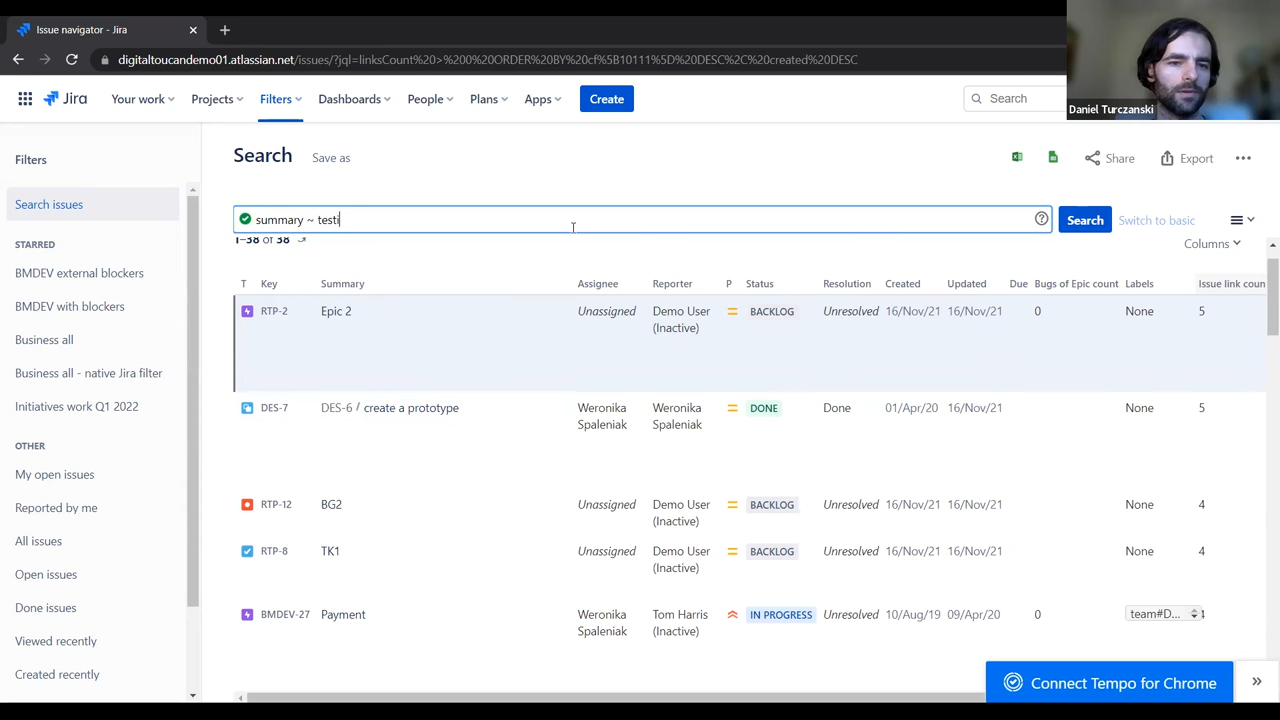 Issue navigator - Jira
digitaltoucandemo01.atlassian.net/issues/?jql=linksCount%20>%200%20ORDER%20BY%20cf%5B10111%5D%20DESC%2C%20created%20DESC
Daniel Turczanski
Jira
Your work
Projects
Filters
Dashboards
People
Plans
Apps
Create
Search
Filters
Search issues
STARRED
BMDEV external blockers
BMDEV with blockers
Business all
Business all - native Jira filter
Initiatives work Q1 2022
OTHER
My open issues
Reported by me
All issues
Open issues
Done issues
Viewed recently
Created recently
Search
Save as
Share
Export
summary ~ testi
Search
Switch to basic
1–38 of 38
Columns
T Key Summary Assignee Reporter P Status Resolution Created Updated Due Bugs of Epic count Labels Issue link coun
RTP-2 Epic 2 Unassigned Demo User (Inactive) BACKLOG Unresolved 16/Nov/21 16/Nov/21 0 None 5
DES-7 DES-6 / create a prototype Weronika Spaleniak Weronika Spaleniak DONE Done 01/Apr/20 16/Nov/21 None 5
RTP-12 BG2 Unassigned Demo User (Inactive) BACKLOG Unresolved 16/Nov/21 16/Nov/21 None 4
RTP-8 TK1 Unassigned Demo User (Inactive) BACKLOG Unresolved 16/Nov/21 16/Nov/21 None 4
BMDEV-27 Payment Weronika Spaleniak Tom Harris (Inactive) IN PROGRESS Unresolved 10/Aug/19 09/Apr/20 0 team#D...
Connect Tempo for Chrome